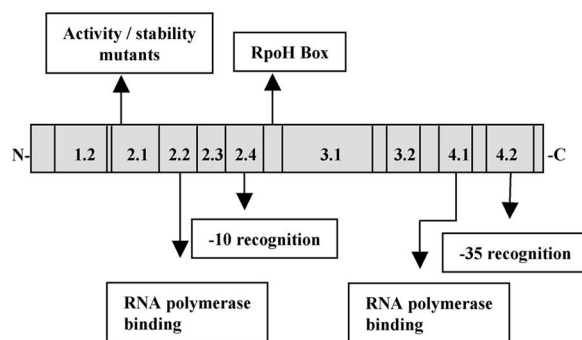 Activity / stability
mutants
RpoH Box
N-
1.2
2.1
2.2
2.3
2.4
3.1
3.2
4.1
4.2
-C
-10 recognition
-35 recognition
RNA polymerase
binding
RNA polymerase
binding